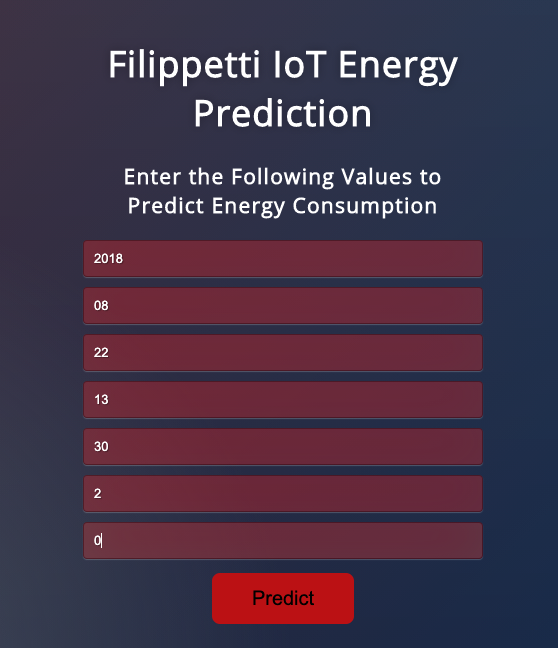 Filippetti IoT Energy
Prediction
Enter the Following Values to
Predict Energy Consumption
2018
08
22
13
30
2
0
Predict